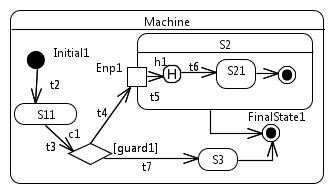 Machine
Initial1
S2
Enp1
h1
H
t6
S21
t2
t5
t4
S11
c1
FinalState1
t3
[guard1]
t7
S3